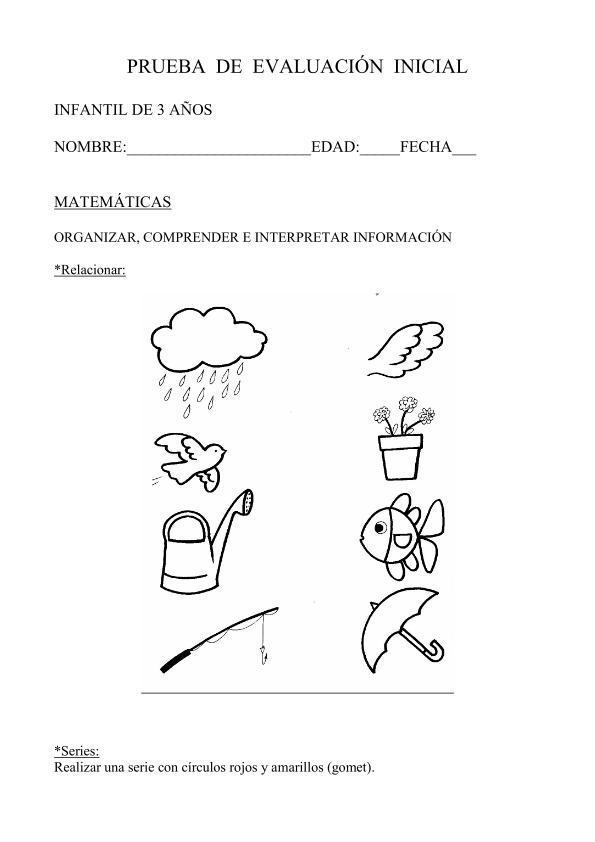 PRUEBA DE EVALUACIÓN INICIAL
INFANTIL DE 3 AÑOS
NOMBRE:_______________________EDAD:_____FECHA___
MATEMÁTICAS
ORGANIZAR, COMPRENDER E INTERPRETAR INFORMACIÓN
*Relacionar:
*Series:
Realizar una serie con círculos rojos y amarillos (gomet).